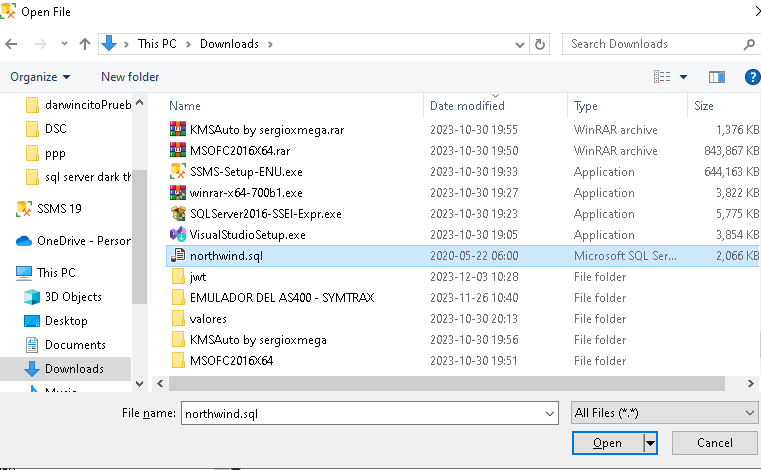 Open File
This PC > Downloads >
Search Downloads
Organize New folder
Name Date modified Type Size
darwincitoPrueb
DSC
ppp
sql server dark th
SSMS 19
OneDrive - Person
This PC
3D Objects
Desktop
Documents
Downloads
KMSAuto by sergioxmega.rar 2023-10-30 19:55 WinRAR archive 1,376 KB
MSOFC2016X64.rar 2023-10-30 19:50 WinRAR archive 843,867 KB
SSMS-Setup-ENU.exe 2023-10-30 19:33 Application 644,163 KB
winrar-x64-700b1.exe 2023-10-30 19:27 Application 3,822 KB
SQLServer2016-SSEI-Expr.exe 2023-10-30 19:23 Application 5,775 KB
VisualStudioSetup.exe 2023-10-30 19:05 Application 3,854 KB
northwind.sql 2020-05-22 06:00 Microsoft SQL Ser... 2,066 KB
jwt 2023-12-03 10:28 File folder
EMULADOR DEL AS400 - SYMTRAX 2023-11-26 10:40 File folder
valores 2023-10-30 20:13 File folder
KMSAuto by sergioxmega 2023-10-30 19:56 File folder
MSOFC2016X64 2023-10-30 19:51 File folder
File name: northwind.sql All Files (*.*)
Open Cancel